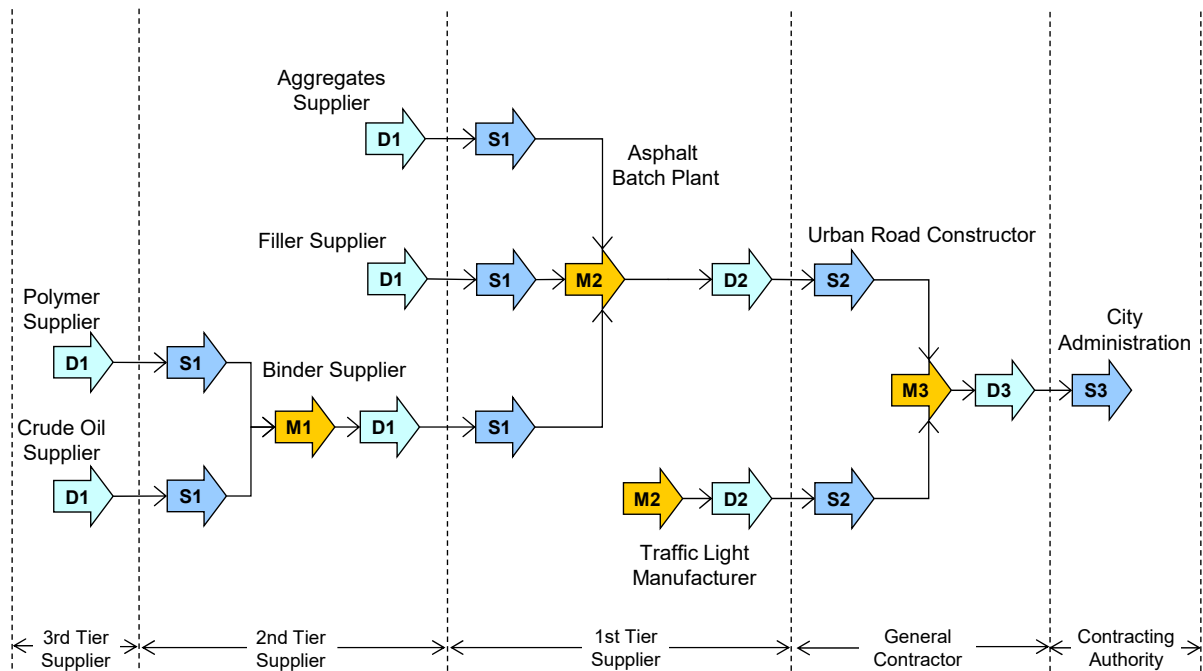 Aggregates
Supplier
D1
S1
Asphalt
Batch Plant
Filler Supplier
D1
S1
M2
D2
Urban Road Constructor
S2
Polymer
Supplier
D1
S1
Binder Supplier
M1
D1
S1
M3
D3
City
Administration
S3
Crude Oil
Supplier
D1
S1
M2
D2
S2
Traffic Light
Manufacturer
3rd Tier
Supplier
2nd Tier
Supplier
1st Tier
Supplier
General
Contractor
Contracting
Authority